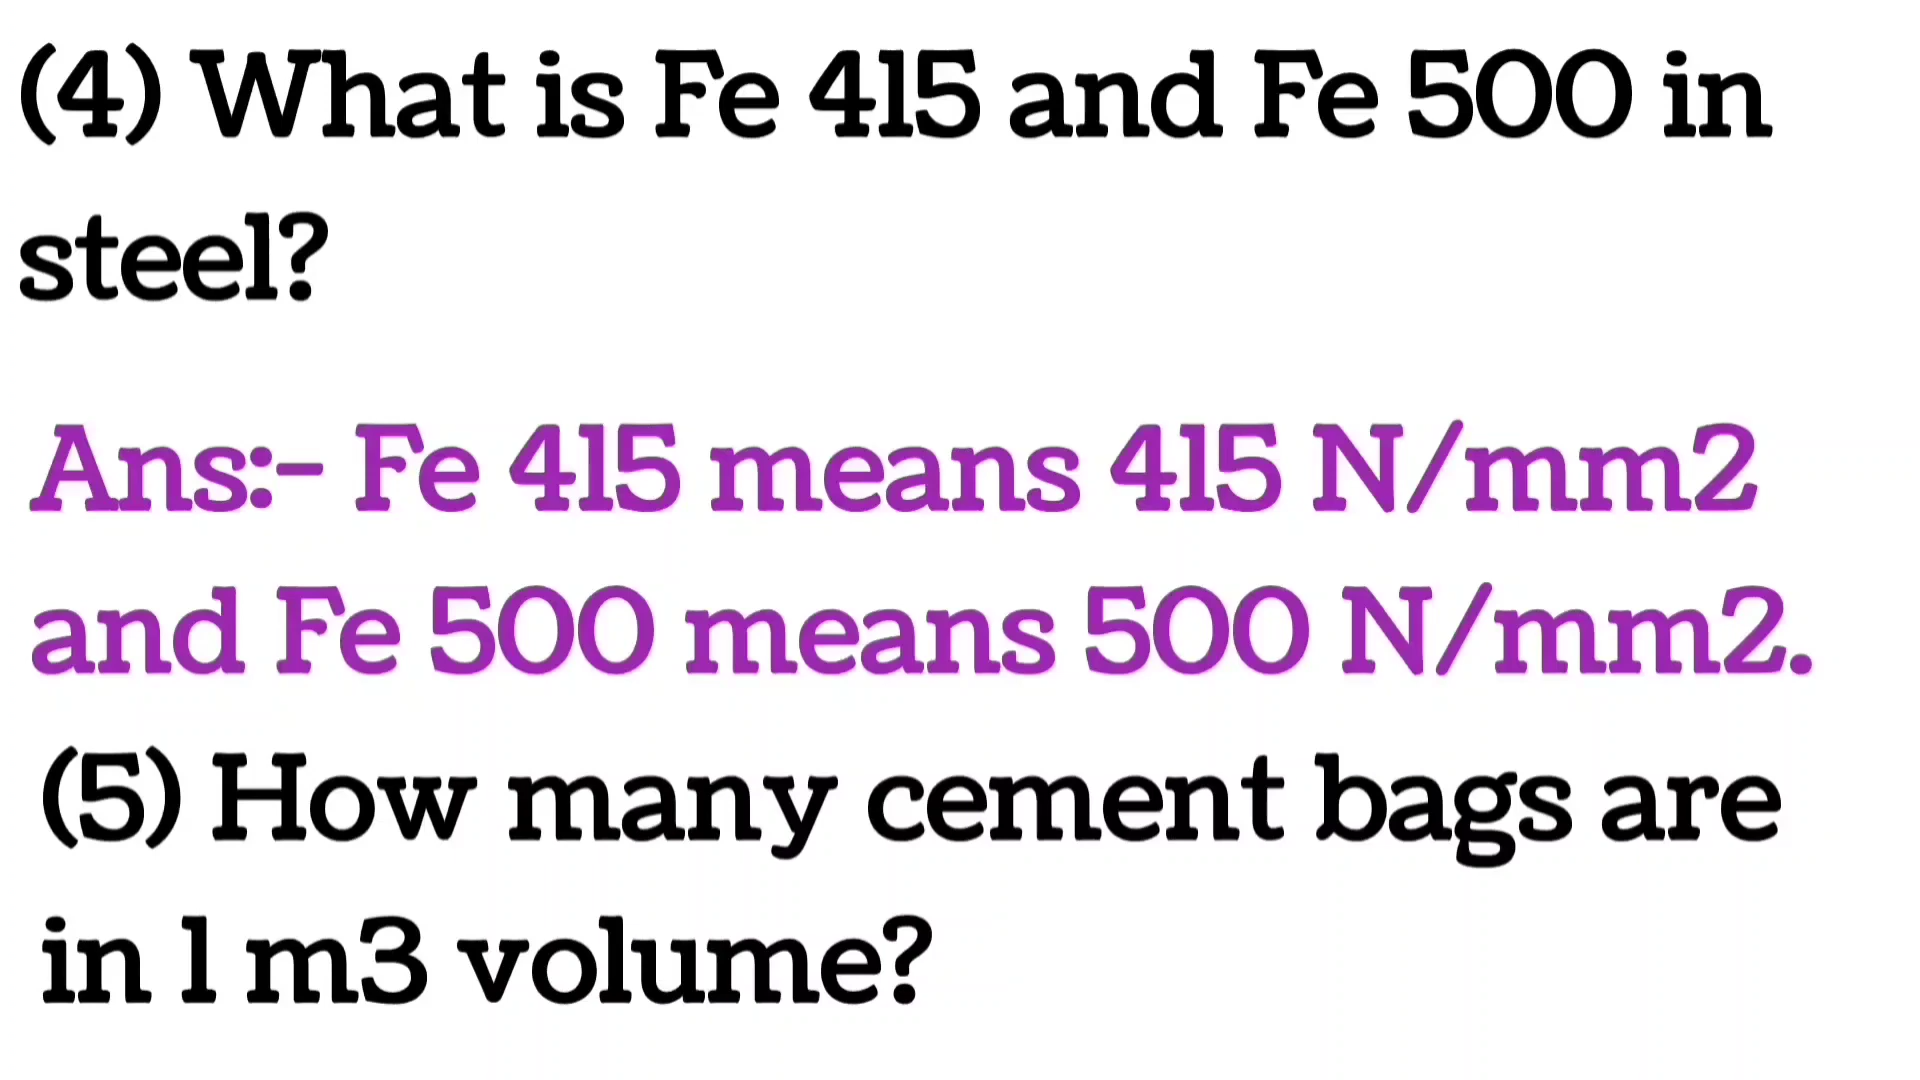 (4) What is Fe 415 and Fe 500 in
steel?
Ans:- Fe 415 means 415 N/mm2
and Fe 500 means 500 N/mm2.
(5) How many cement bags are
in 1 m3 volume?